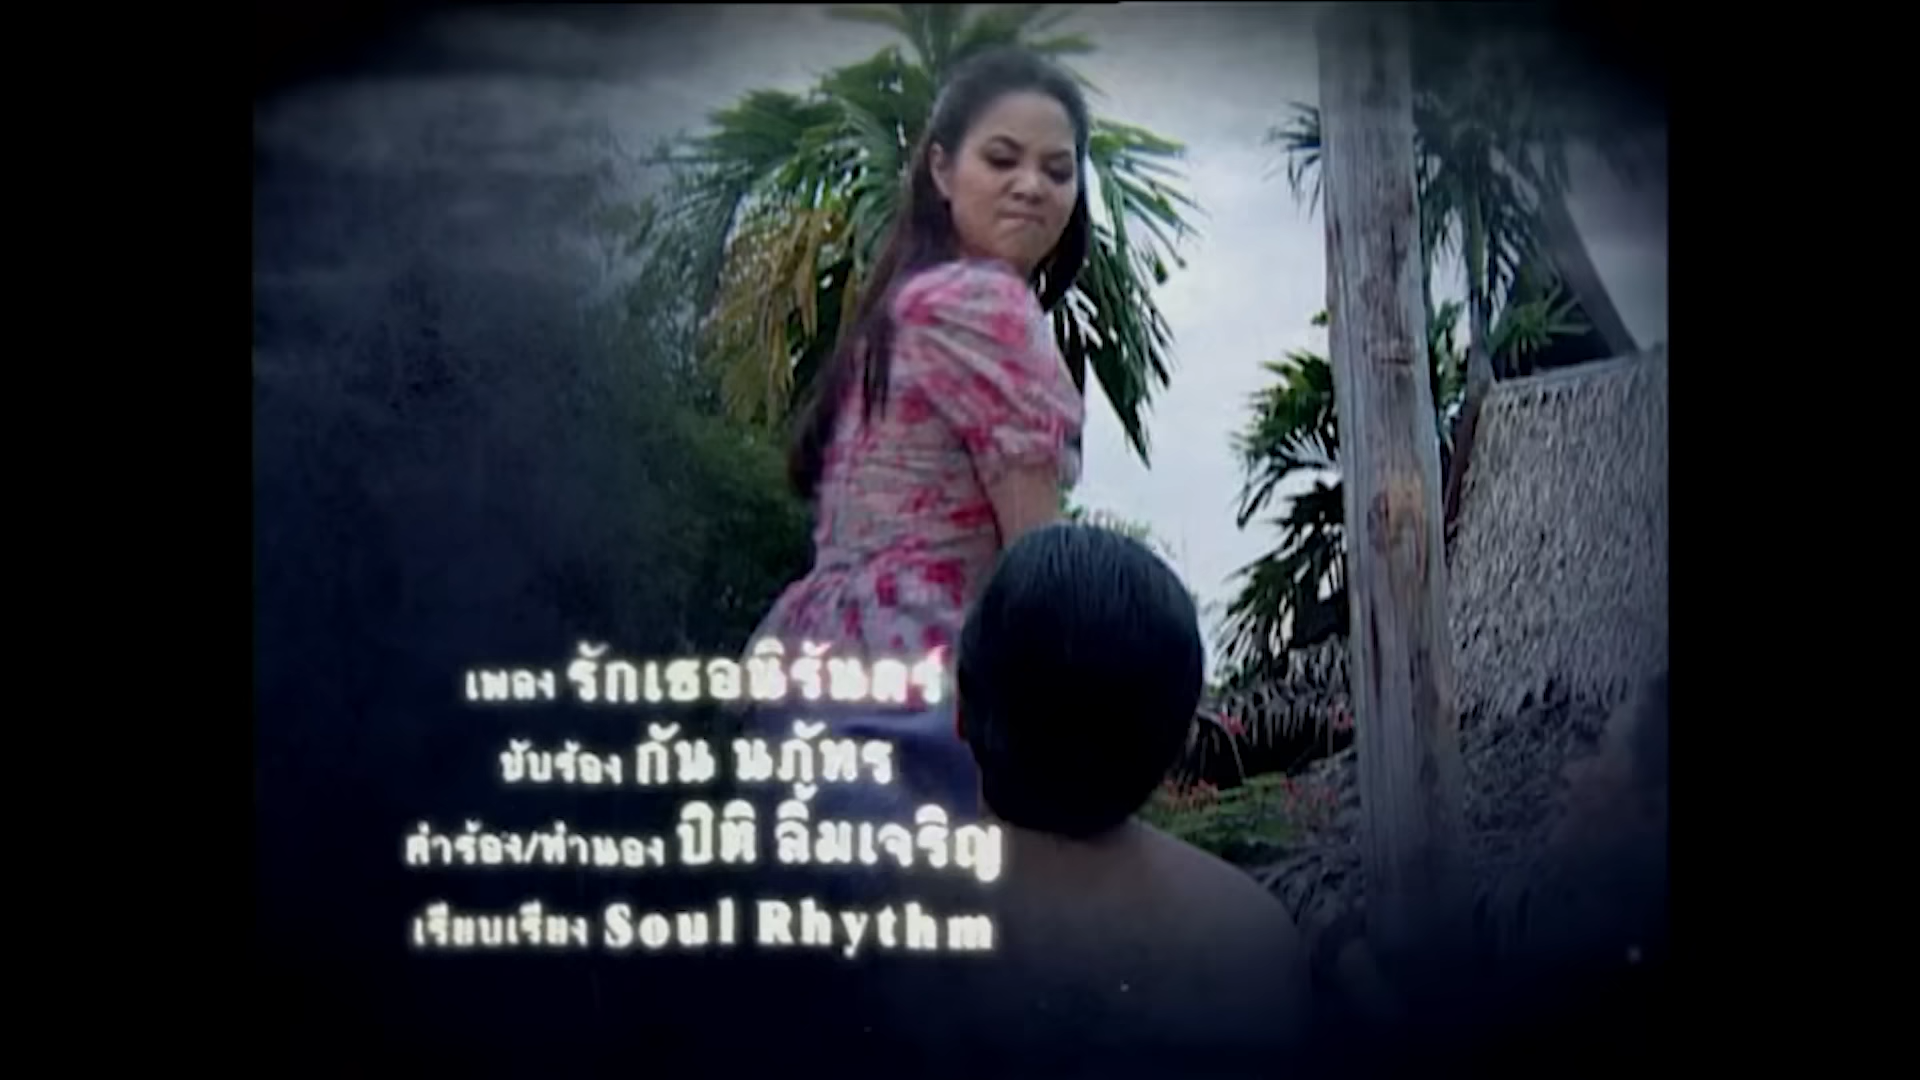 เพลง รักเธอนิรันดร์
ขับร้อง กัน นภัทร
คำร้อง/ทำนอง ปิติ ลิ้มเจริญ
เรียบเรียง Soul Rhythm